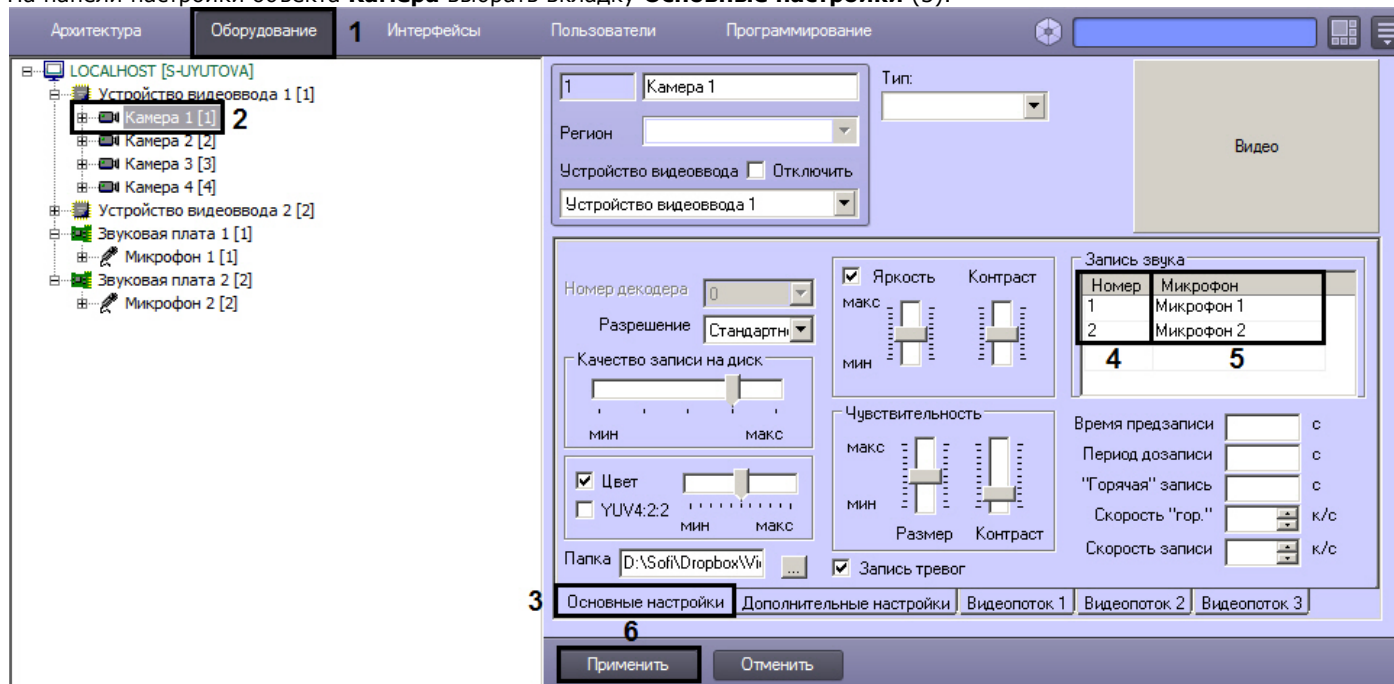 На панели настройки объекта Камера выбрать вкладку Основные настройки (3).
Архитектура Оборудование 1 Интерфейсы Пользователи Программирование
LOCALHOST [S-UYUTOVA]
Устройство видеоввода 1 [1]
Камера 1 [1] 2
Камера 2 [2]
Камера 3 [3]
Камера 4 [4]
Устройство видеоввода 2 [2]
Звуковая плата 1 [1]
Микрофон 1 [1]
Звуковая плата 2 [2]
Микрофон 2 [2]
1 Камера 1
Регион
Устройство видеоввода Отключить
Устройство видеоввода 1
Тип:
Видео
Номер декодера 0
Разрешение Стандартн
Качество записи на диск
мин макс
Цвет
YUV4:2:2
мин макс
Папка D:\Sofi\Dropbox\Vi ...
Яркость Контраст
макс
мин
Чувствительность
макс
мин
Размер Контраст
Запись тревог
Запись звука
Номер Микрофон
1 Микрофон 1
2 Микрофон 2
4 5
Время предзаписи с
Период дозаписи с
"Горячая" запись с
Скорость "гор." к/с
Скорость записи к/с
3 Основные настройки Дополнительные настройки Видеопоток 1 Видеопоток 2 Видеопоток 3
6
Применить Отменить